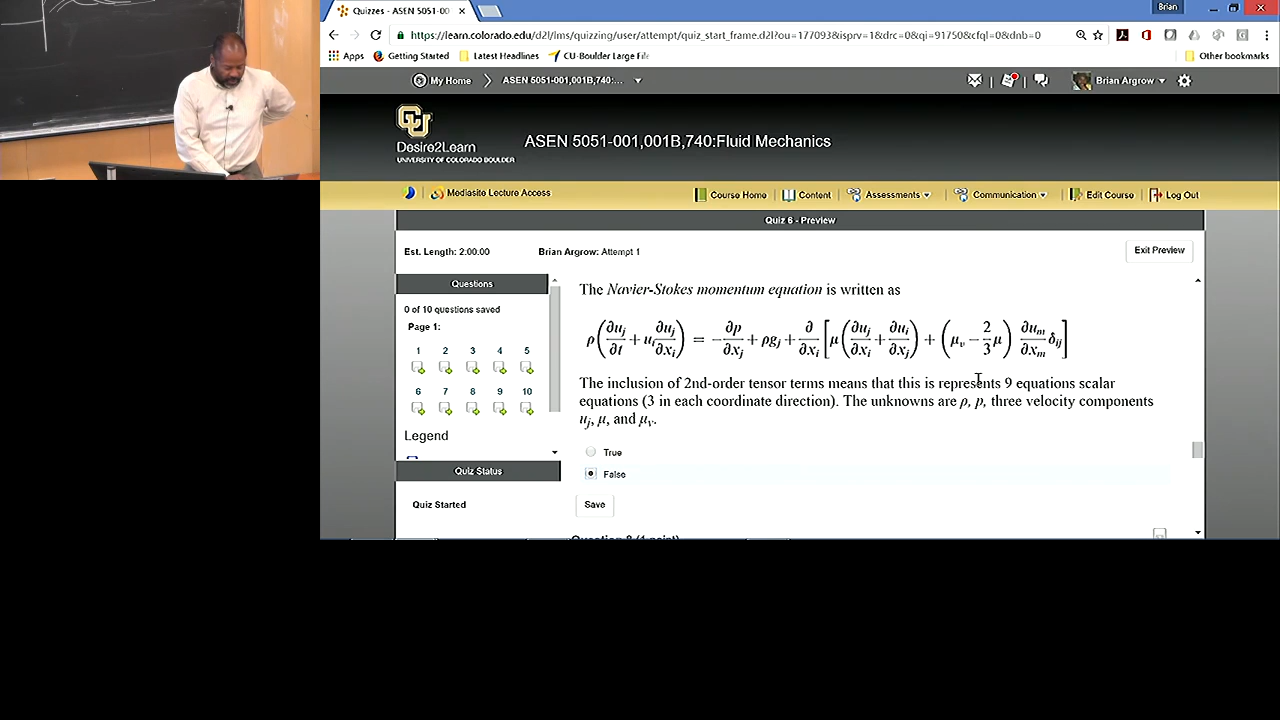 Quizzes - ASEN 5051-00
Brian
https://learn.colorado.edu/d2l/lms/quizzing/user/attempt/quiz_start_frame.d2l?ou=177093&isprv=1&drc=0&qi=91750&cfql=0&dnb=0
Apps Getting Started Latest Headlines CU-Boulder Large File Other bookmarks
My Home ASEN 5051-001,001B,740:... Brian Argrow
CU
Desire2Learn
UNIVERSITY OF COLORADO BOULDER
ASEN 5051-001,001B,740:Fluid Mechanics
Mediasite Lecture Access Course Home Content Assessments Communication Edit Course Log Out
Quiz 6 - Preview
Est. Length: 2:00:00 Brian Argrow: Attempt 1 Exit Preview
Questions
0 of 10 questions saved
Page 1:
1 2 3 4 5
6 7 8 9 10
Legend
Quiz Status
Quiz Started
The Navier-Stokes momentum equation is written as
ρ(∂uj/∂t + ui ∂uj/∂xi) = −∂p/∂xj + ρgj + ∂/∂xi [μ(∂uj/∂xi + ∂ui/∂xj) + (μv − 2/3 μ) ∂um/∂xm δij]
The inclusion of 2nd-order tensor terms means that this is represents 9 equations scalar
equations (3 in each coordinate direction). The unknowns are ρ, p, three velocity components
uj, μ, and μv.
True
False
Save
Question 8 (1 point)